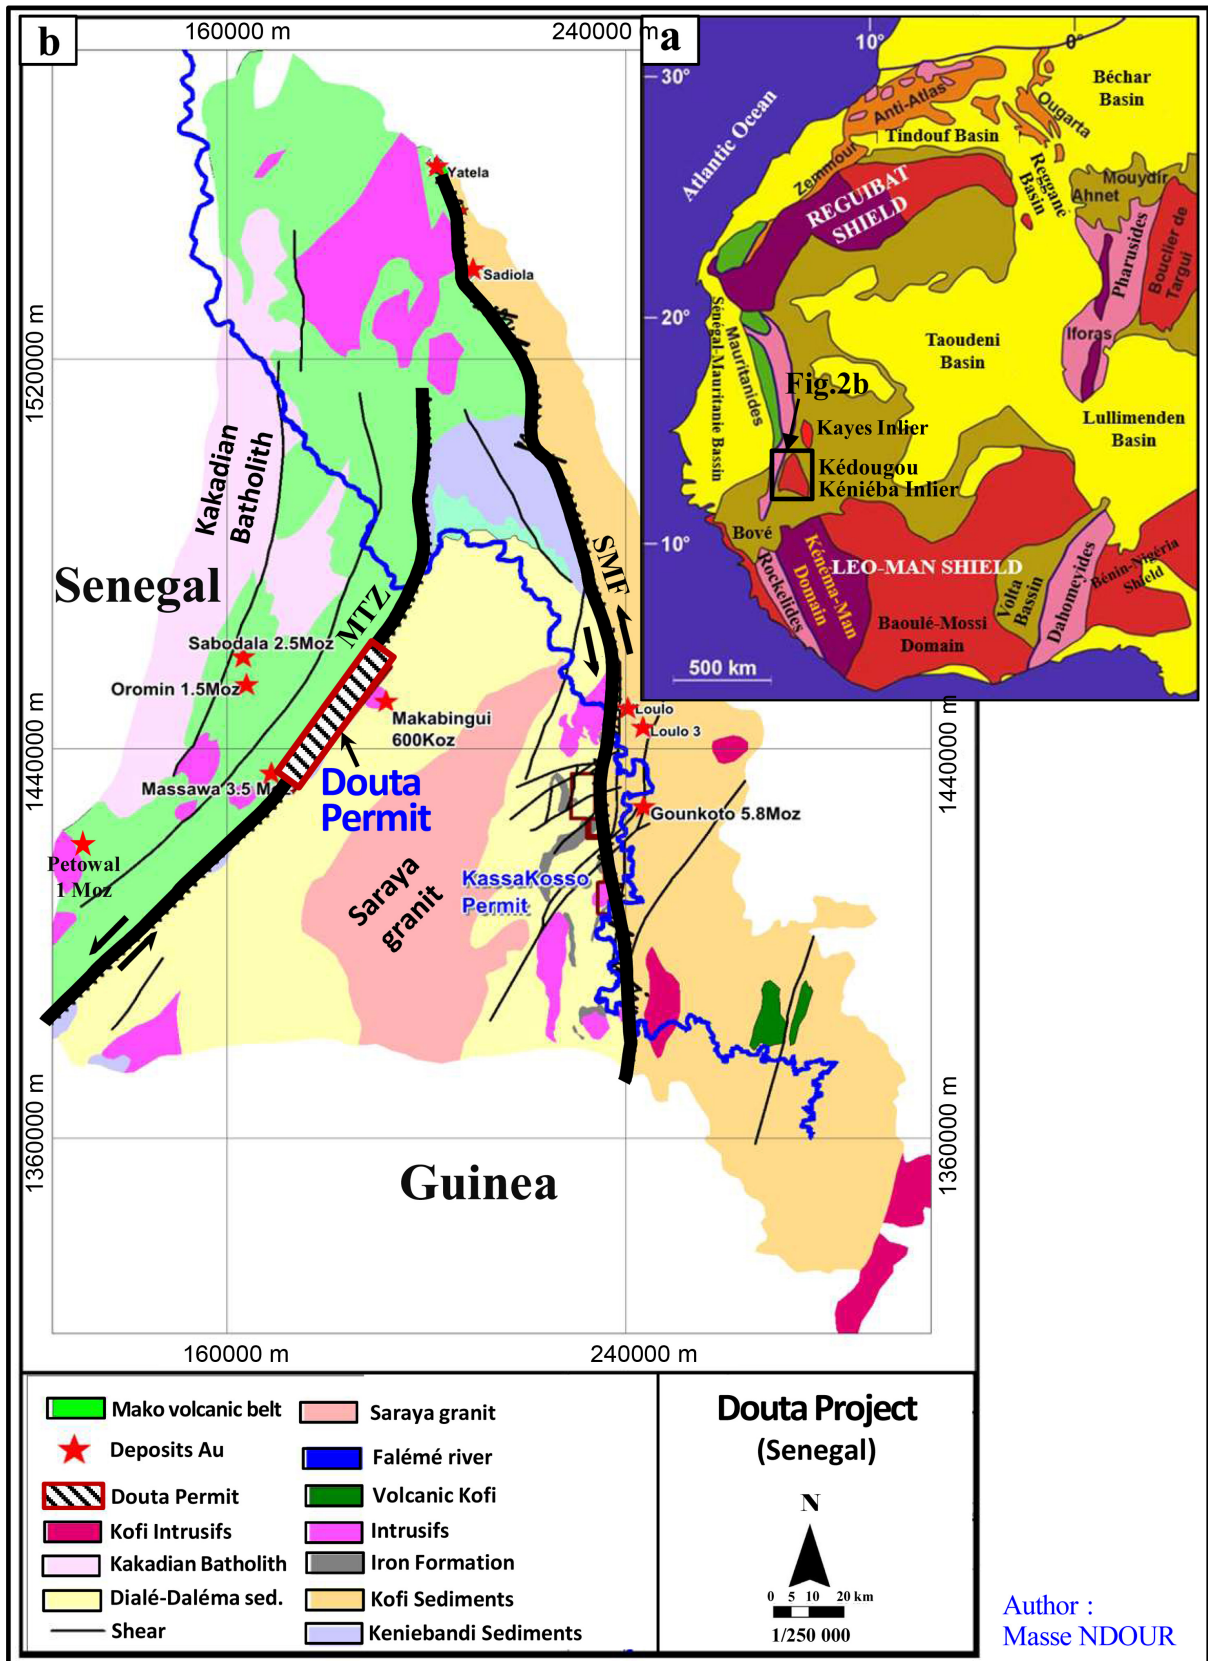 b
160000 m
240000 m
a
10°
0°
30°
20°
10°
Atlantic Ocean
Anti-Atlas
Ougarta
Béchar
Basin
Tindouf Basin
Zemmour
Reggane
Basin
REGUIBAT
SHIELD
Mouydir
Ahnet
Pharusides
Bouclier de
Targui
Iforas
Sénégal-Mauritanie Bassin
Mauritanides
Taoudeni
Basin
Fig.2b
Kayes Inlier
Kédougou
Kéniéba Inlier
Lullimenden
Basin
Bové
Rockelides
Kénéma-Man
Domain
LEO-MAN SHIELD
Baoulé-Mossi
Domain
Volta
Bassin
Dahomeyides
Bénin-Nigéria
Shield
500 km
Yatela
Sadiola
1520000 m
Kakadian
Batholith
Senegal
SMF
MTZ
Sabodala 2.5Moz
Oromin 1.5Moz
Makabingui
600Koz
Loulo
Loulo 3
1440000 m
1440000 m
Massawa 3.5 Moz
Douta
Permit
Gounkoto 5.8Moz
Petowal
1 Moz
Saraya
granit
KassaKosso
Permit
1360000 m
1360000 m
Guinea
160000 m
240000 m
Mako volcanic belt
Deposits Au
Douta Permit
Kofi Intrusifs
Kakadian Batholith
Dialé-Daléma sed.
Shear
Saraya granit
Falémé river
Volcanic Kofi
Intrusifs
Iron Formation
Kofi Sediments
Keniebandi Sediments
Douta Project
(Senegal)
N
0 5 10 20 km
1/250 000
Author :
Masse NDOUR